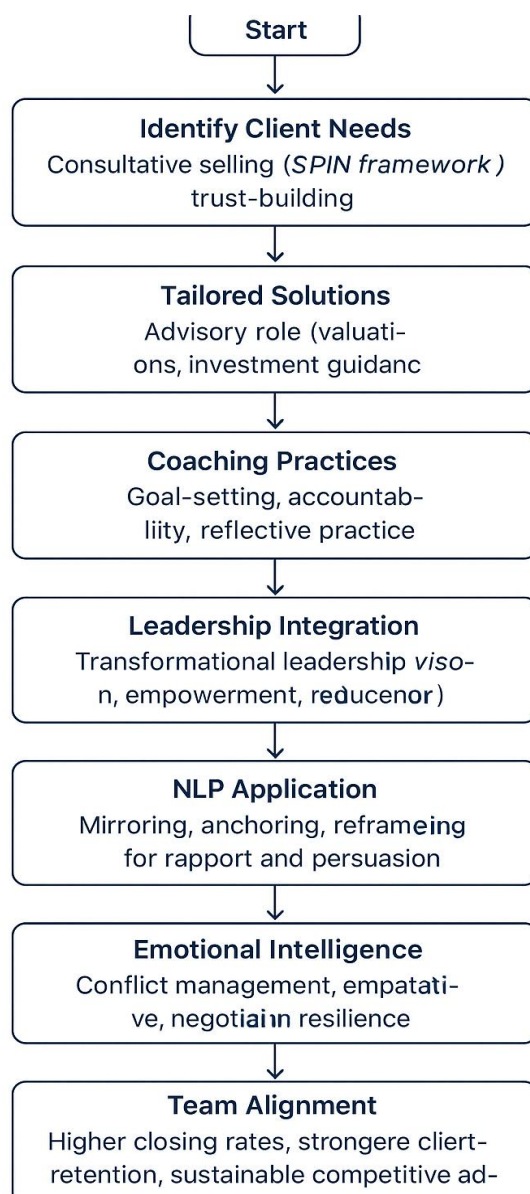 Start
Identify Client Needs
Consultative selling (SPIN framework)
trust-building
Tailored Solutions
Advisory role (valuati-
ons, investment guidanc
Coaching Practices
Goal-setting, accountab-
liity, reflective practice
Leadership Integration
Transformational leadership viso-
n, empowerment,
NLP Application
Mirroring, anchoring, reframeing
for rapport and persuasion
Emotional Intelligence
Conflict management, empatati-
ve, resilience
Team Alignment
Higher closing rates, strongere cliert-
retention, sustainable competitive ad-